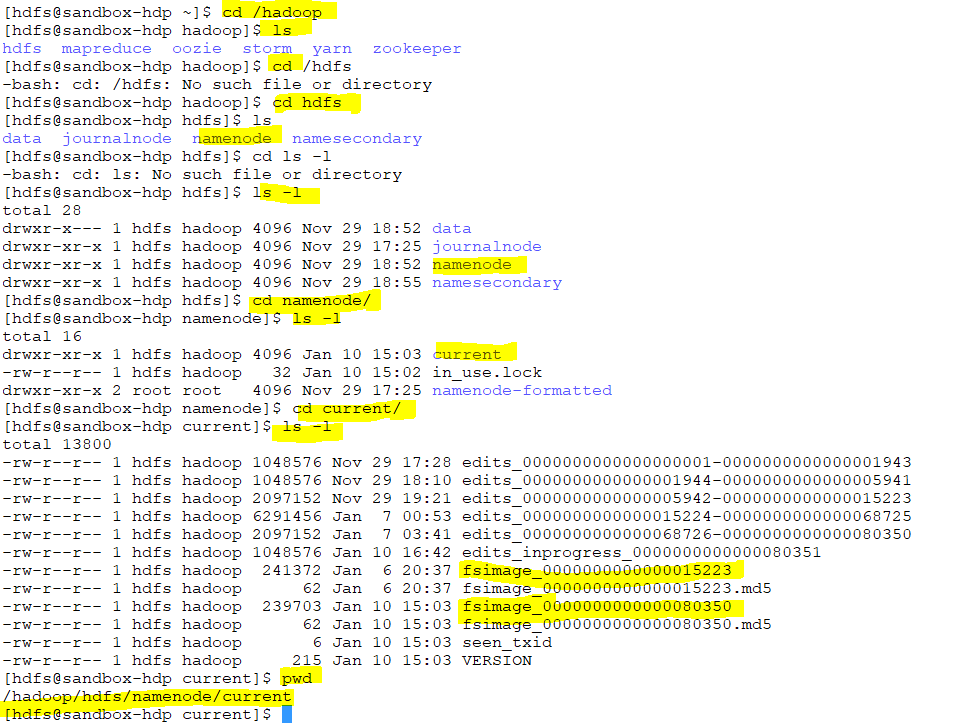 [hdfs@sandbox-hdp ~]$ cd /hadoop
[hdfs@sandbox-hdp hadoop]$ ls
hdfs  mapreduce  oozie  storm  yarn  zookeeper
[hdfs@sandbox-hdp hadoop]$ cd /hdfs
-bash: cd: /hdfs: No such file or directory
[hdfs@sandbox-hdp hadoop]$ cd hdfs
[hdfs@sandbox-hdp hdfs]$ ls
data  journalnode  namenode  namesecondary
[hdfs@sandbox-hdp hdfs]$ cd ls -l
-bash: cd: ls: No such file or directory
[hdfs@sandbox-hdp hdfs]$ ls -l
total 28
drwxr-x--- 1 hdfs hadoop 4096 Nov 29 18:52 data
drwxr-xr-x 1 hdfs hadoop 4096 Nov 29 17:25 journalnode
drwxr-xr-x 1 hdfs hadoop 4096 Nov 29 18:52 namenode
drwxr-xr-x 1 hdfs hadoop 4096 Nov 29 18:55 namesecondary
[hdfs@sandbox-hdp hdfs]$ cd namenode/
[hdfs@sandbox-hdp namenode]$ ls -l
total 16
drwxr-xr-x 1 hdfs hadoop 4096 Jan 10 15:03 current
-rw-r--r-- 1 hdfs hadoop   32 Jan 10 15:02 in_use.lock
drwxr-xr-x 2 root root   4096 Nov 29 17:25 namenode-formatted
[hdfs@sandbox-hdp namenode]$ cd current/
[hdfs@sandbox-hdp current]$ ls -l
total 13800
-rw-r--r-- 1 hdfs hadoop 1048576 Nov 29 17:28 edits_0000000000000000001-0000000000000001943
-rw-r--r-- 1 hdfs hadoop 1048576 Nov 29 18:10 edits_0000000000000001944-0000000000000005941
-rw-r--r-- 1 hdfs hadoop 2097152 Nov 29 19:21 edits_0000000000000005942-0000000000000015223
-rw-r--r-- 1 hdfs hadoop 6291456 Jan  7 00:53 edits_0000000000000015224-0000000000000068725
-rw-r--r-- 1 hdfs hadoop 2097152 Jan  7 03:41 edits_0000000000000068726-0000000000000080350
-rw-r--r-- 1 hdfs hadoop 1048576 Jan 10 16:42 edits_inprogress_0000000000000080351
-rw-r--r-- 1 hdfs hadoop  241372 Jan  6 20:37 fsimage_0000000000000015223
-rw-r--r-- 1 hdfs hadoop      62 Jan  6 20:37 fsimage_0000000000000015223.md5
-rw-r--r-- 1 hdfs hadoop  239703 Jan 10 15:03 fsimage_0000000000000080350
-rw-r--r-- 1 hdfs hadoop      62 Jan 10 15:03 fsimage_0000000000000080350.md5
-rw-r--r-- 1 hdfs hadoop       6 Jan 10 15:03 seen_txid
-rw-r--r-- 1 hdfs hadoop     215 Jan 10 15:03 VERSION
[hdfs@sandbox-hdp current]$ pwd
/hadoop/hdfs/namenode/current
[hdfs@sandbox-hdp current]$